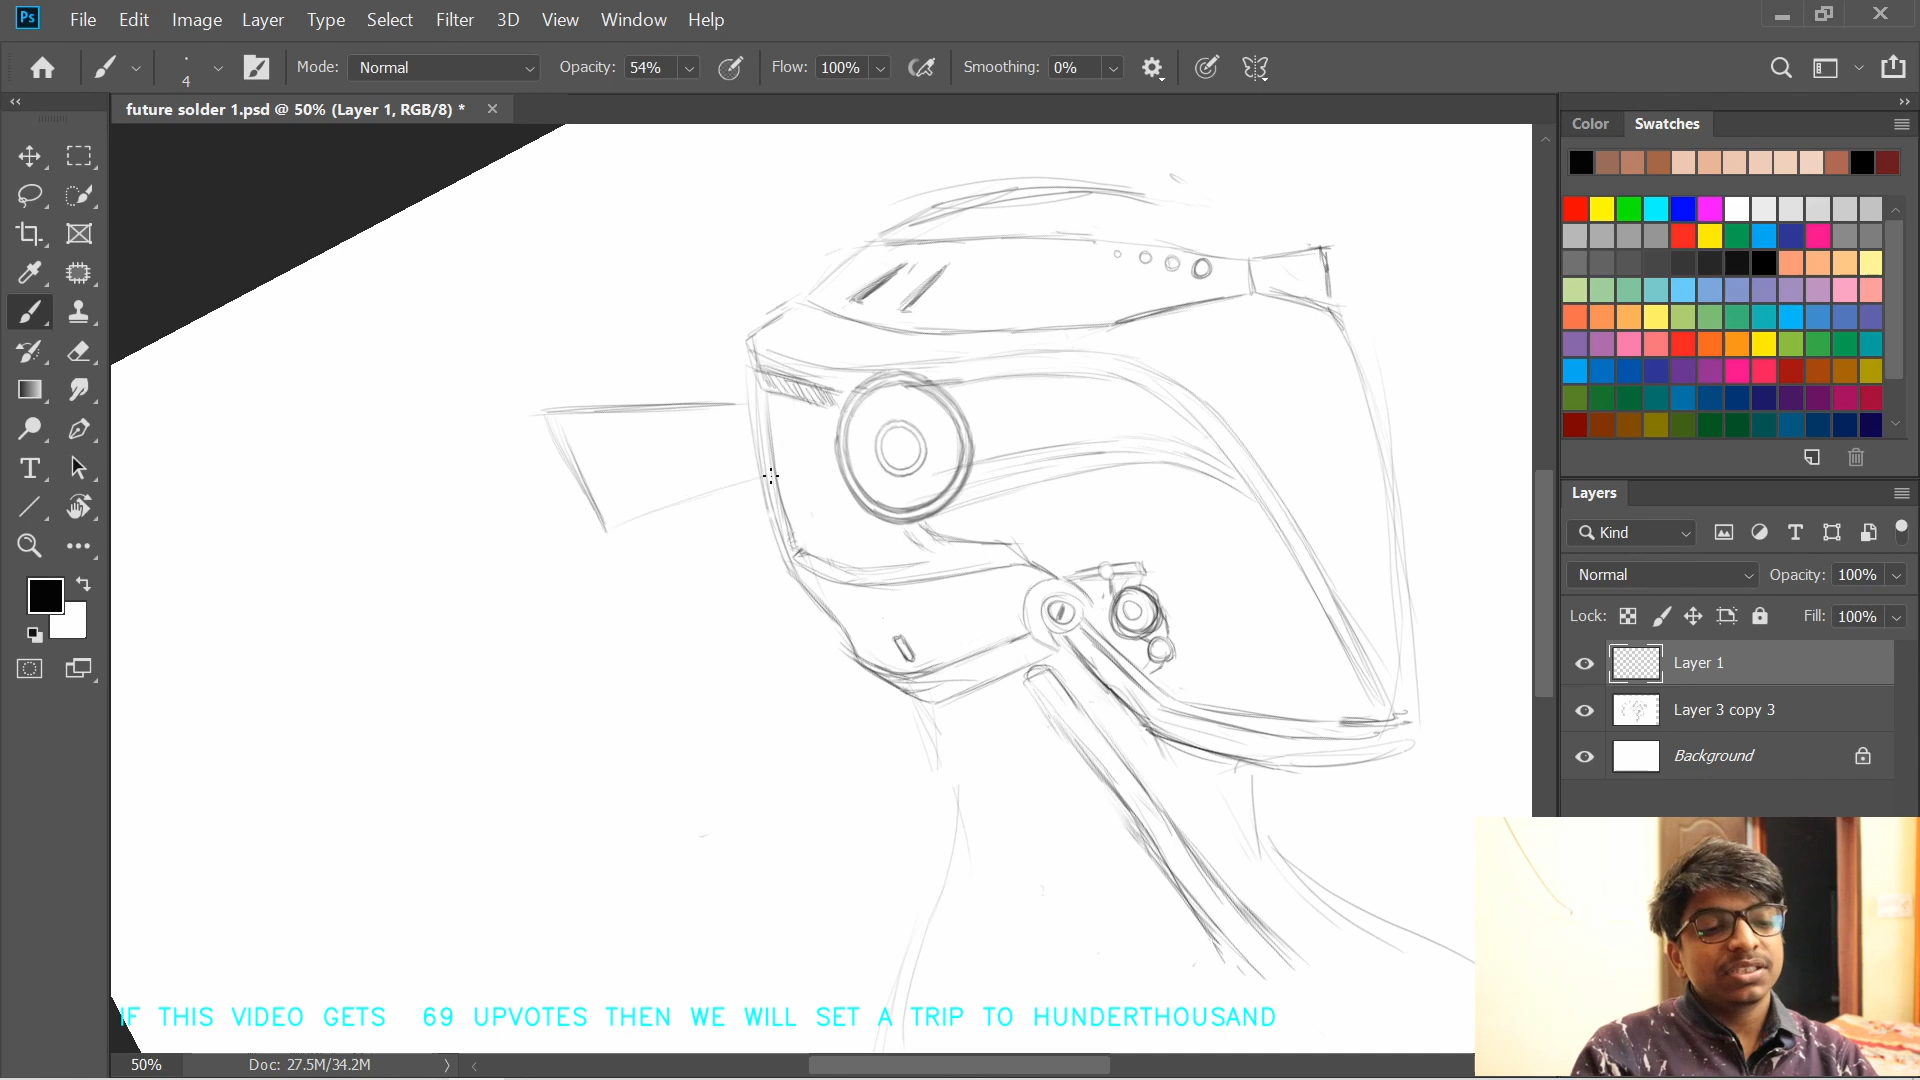 Ps File Edit Image Layer Type Select Filter 3D View Window Help
4 Mode: Normal Opacity: 54% Flow: 100% Smoothing: 0%
future solder 1.psd @ 50% (Layer 1, RGB/8) *
Color Swatches
Layers
Kind
Normal Opacity: 100%
Lock: Fill: 100%
Layer 1
Layer 3 copy 3
Background
IF THIS VIDEO GETS 69 UPVOTES THEN WE WILL SET A TRIP TO HUNDERTHOUSAND
50% Doc: 27.5M/34.2M